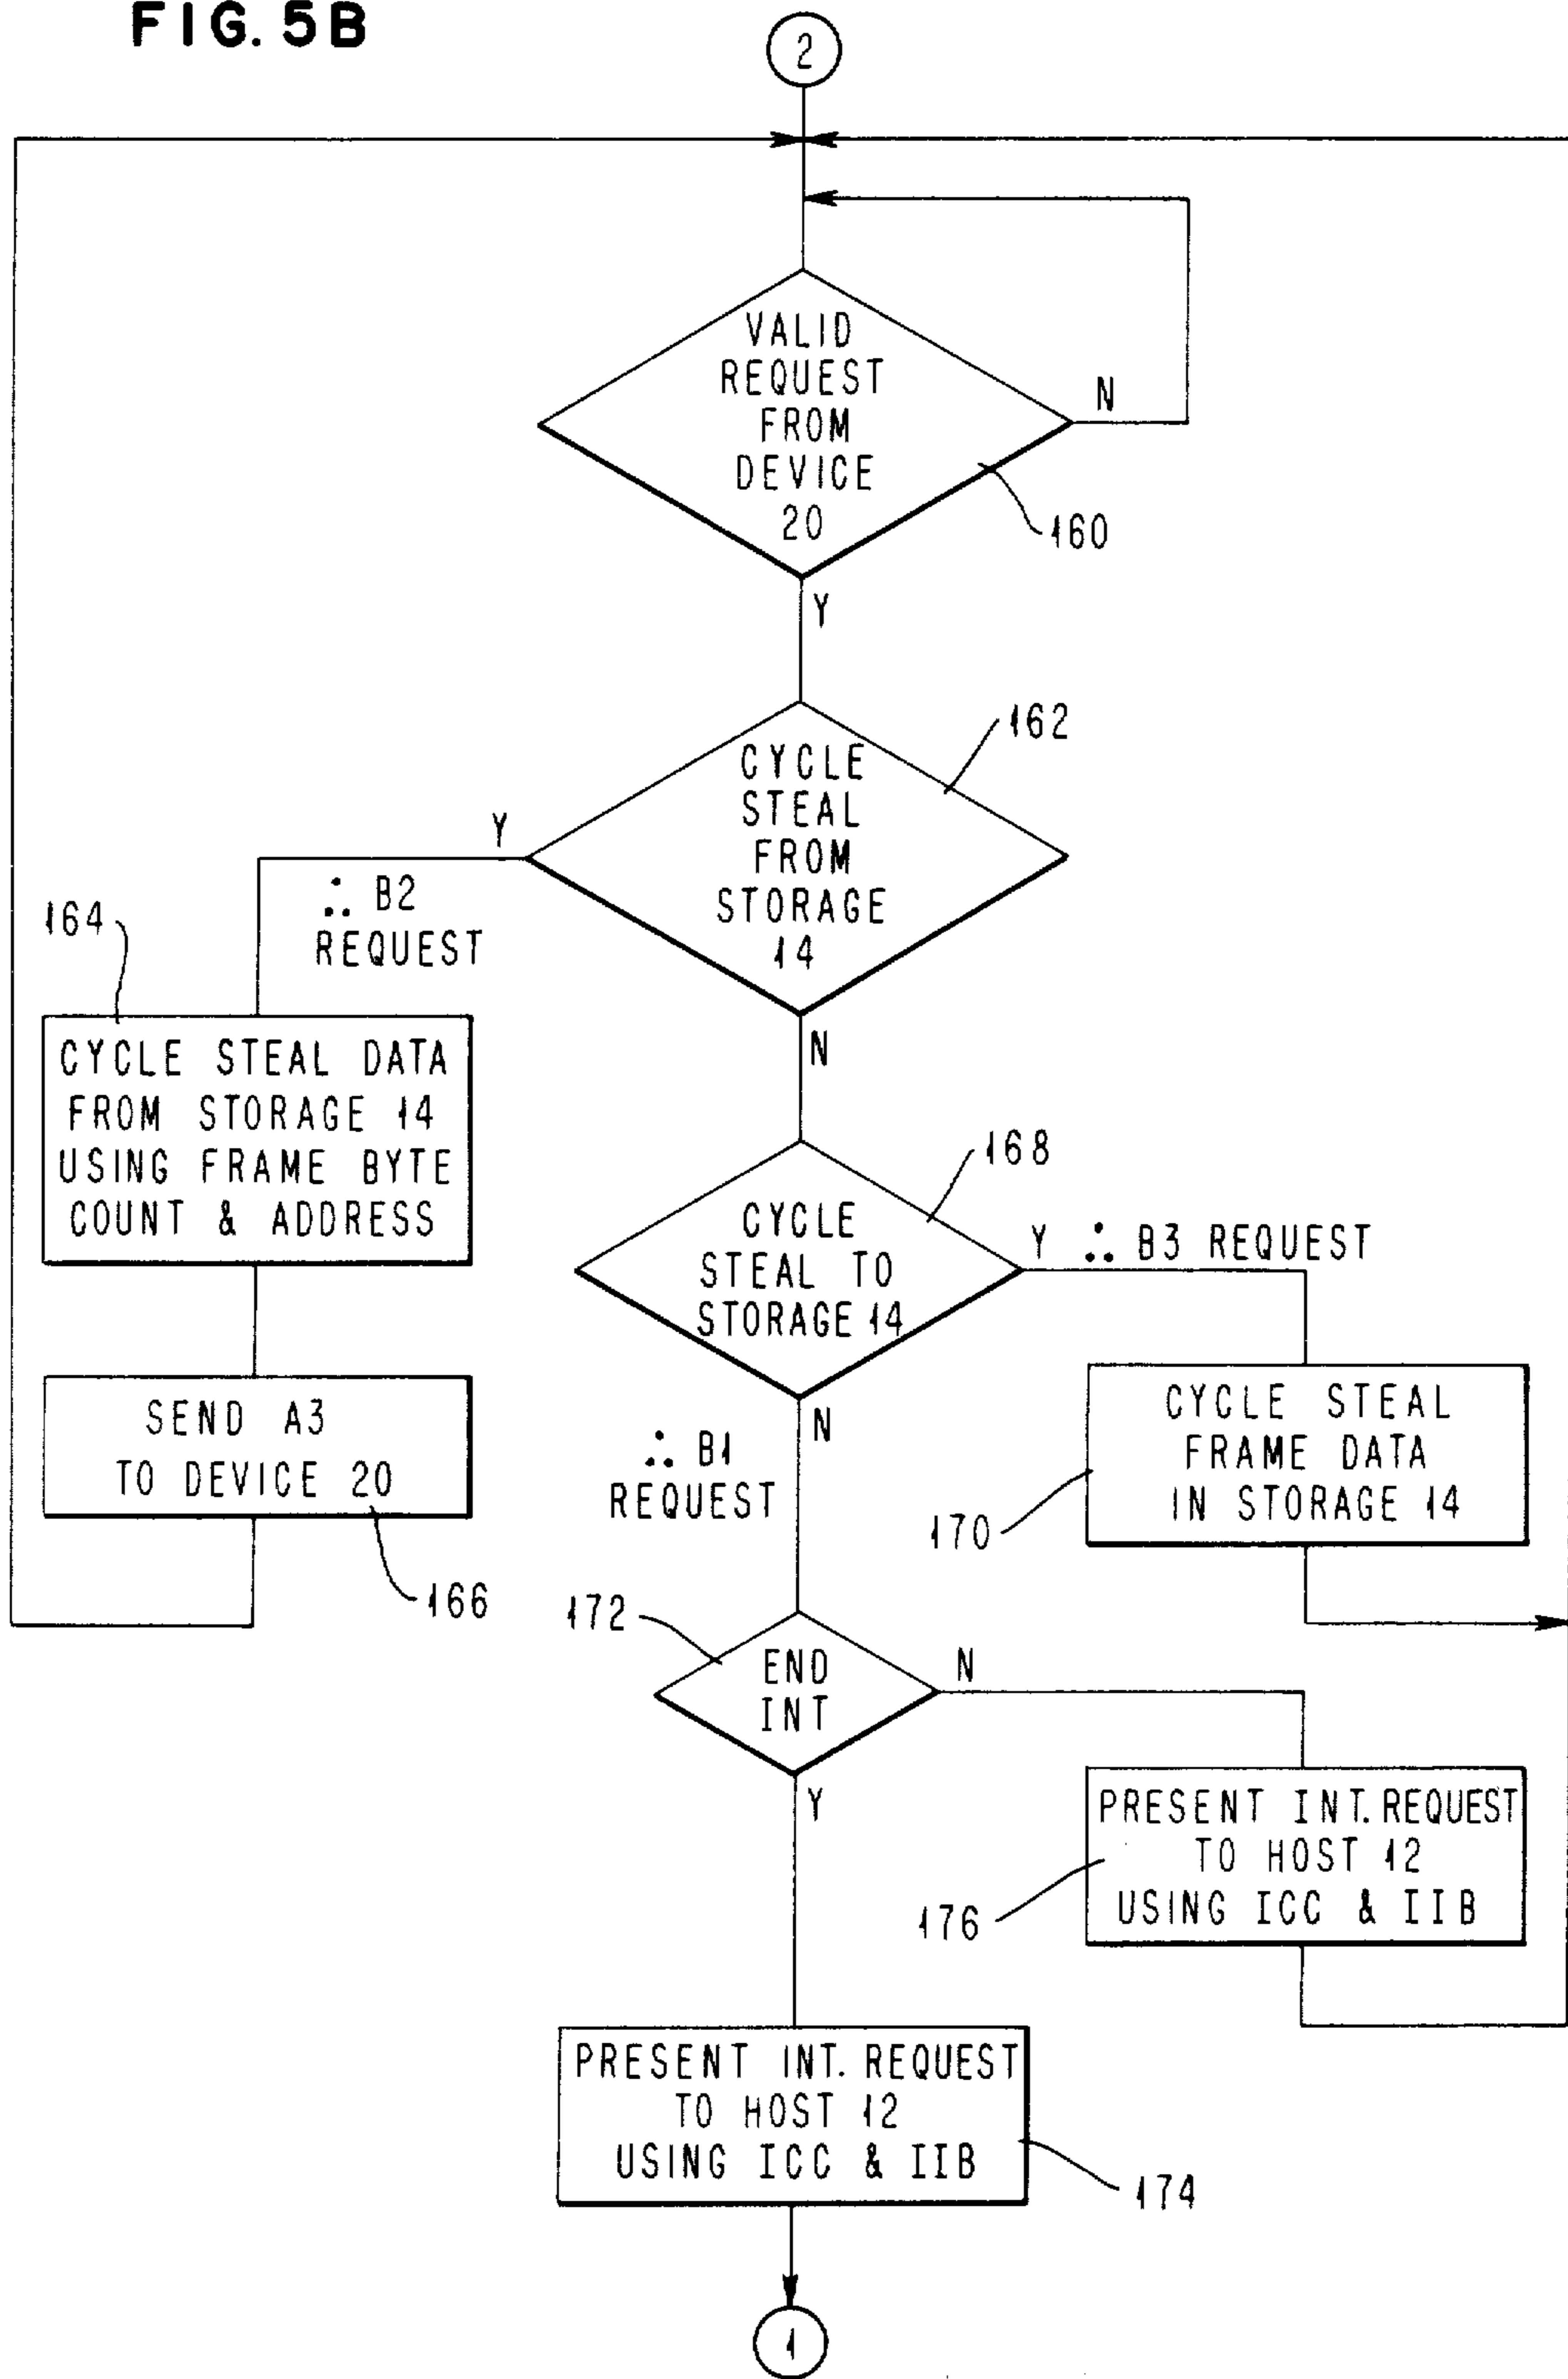 FIG. 5B
2
VALID
REQUEST
FROM
DEVICE
20
N
160
Y
CYCLE
STEAL
FROM
STORAGE
14
162
Y
∴ B2
REQUEST
164
N
CYCLE STEAL DATA
FROM STORAGE 14
USING FRAME BYTE
COUNT & ADDRESS
168
CYCLE
STEAL TO
STORAGE 14
Y ∴ B3 REQUEST
SEND A3
TO DEVICE 20
166
N
∴ B1
REQUEST
CYCLE STEAL
FRAME DATA
IN STORAGE 14
170
172
END
INT
N
Y
PRESENT INT. REQUEST
TO HOST 12
USING ICC & IIB
176
PRESENT INT. REQUEST
TO HOST 12
USING ICC & IIB
174
1